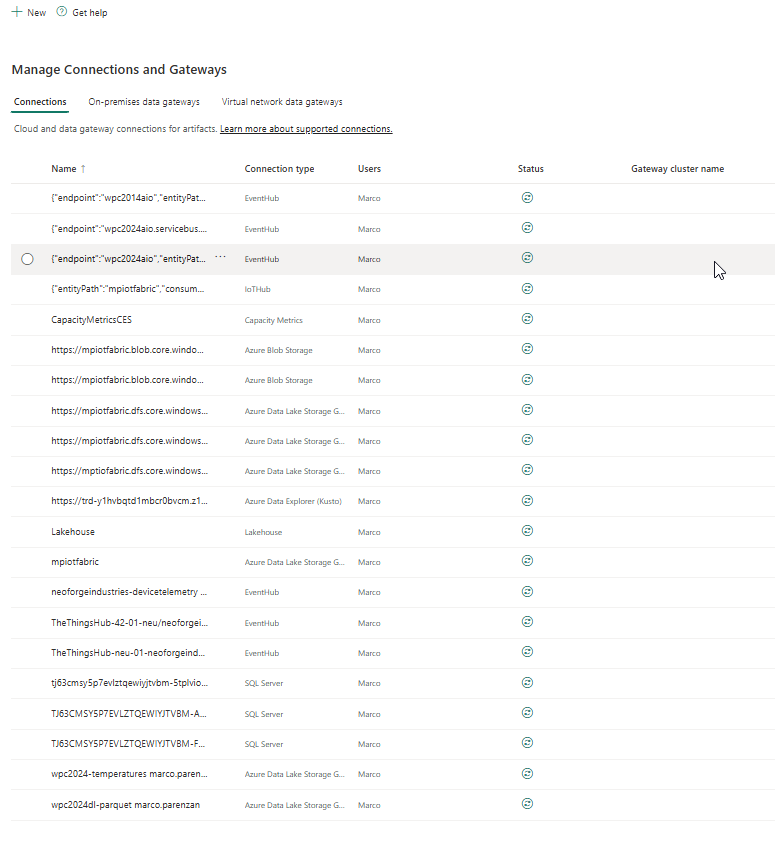 New Get help
Manage Connections and Gateways
Connections On-premises data gateways Virtual network data gateways
Cloud and data gateway connections for artifacts. Learn more about supported connections.
Name ↑ Connection type Users Status Gateway cluster name
{"endpoint":"wpc2014aio","entityPat... EventHub Marco
{"endpoint":"wpc2024aio.servicebus.... EventHub Marco
{"endpoint":"wpc2024aio","entityPat... ... EventHub Marco
{"entityPath":"mpiotfabric","consum... IoTHub Marco
CapacityMetricsCES Capacity Metrics Marco
https://mpiotfabric.blob.core.windo... Azure Blob Storage Marco
https://mpiotfabric.blob.core.windo... Azure Blob Storage Marco
https://mpiotfabric.dfs.core.windows... Azure Data Lake Storage G... Marco
https://mpiotfabric.dfs.core.windows... Azure Data Lake Storage G... Marco
https://mptiofabric.dfs.core.windows... Azure Data Lake Storage G... Marco
https://trd-y1hvbqtd1mbcr0bvcm.z1... Azure Data Explorer (Kusto) Marco
Lakehouse Lakehouse Marco
mpiotfabric Azure Data Lake Storage G... Marco
neoforgeindustries-devicetelemetry ... EventHub Marco
TheThingsHub-42-01-neu/neoforgei... EventHub Marco
TheThingsHub-neu-01-neoforgeind... EventHub Marco
tj63cmsy5p7evlztqewiyjtvbm-5tplvio... SQL Server Marco
TJ63CMSY5P7EVLZTQEWIYJTVBM-A... SQL Server Marco
TJ63CMSY5P7EVLZTQEWIYJTVBM-F... SQL Server Marco
wpc2024-temperatures marco.paren... Azure Data Lake Storage G... Marco
wpc2024dl-parquet marco.parenzan Azure Data Lake Storage G... Marco